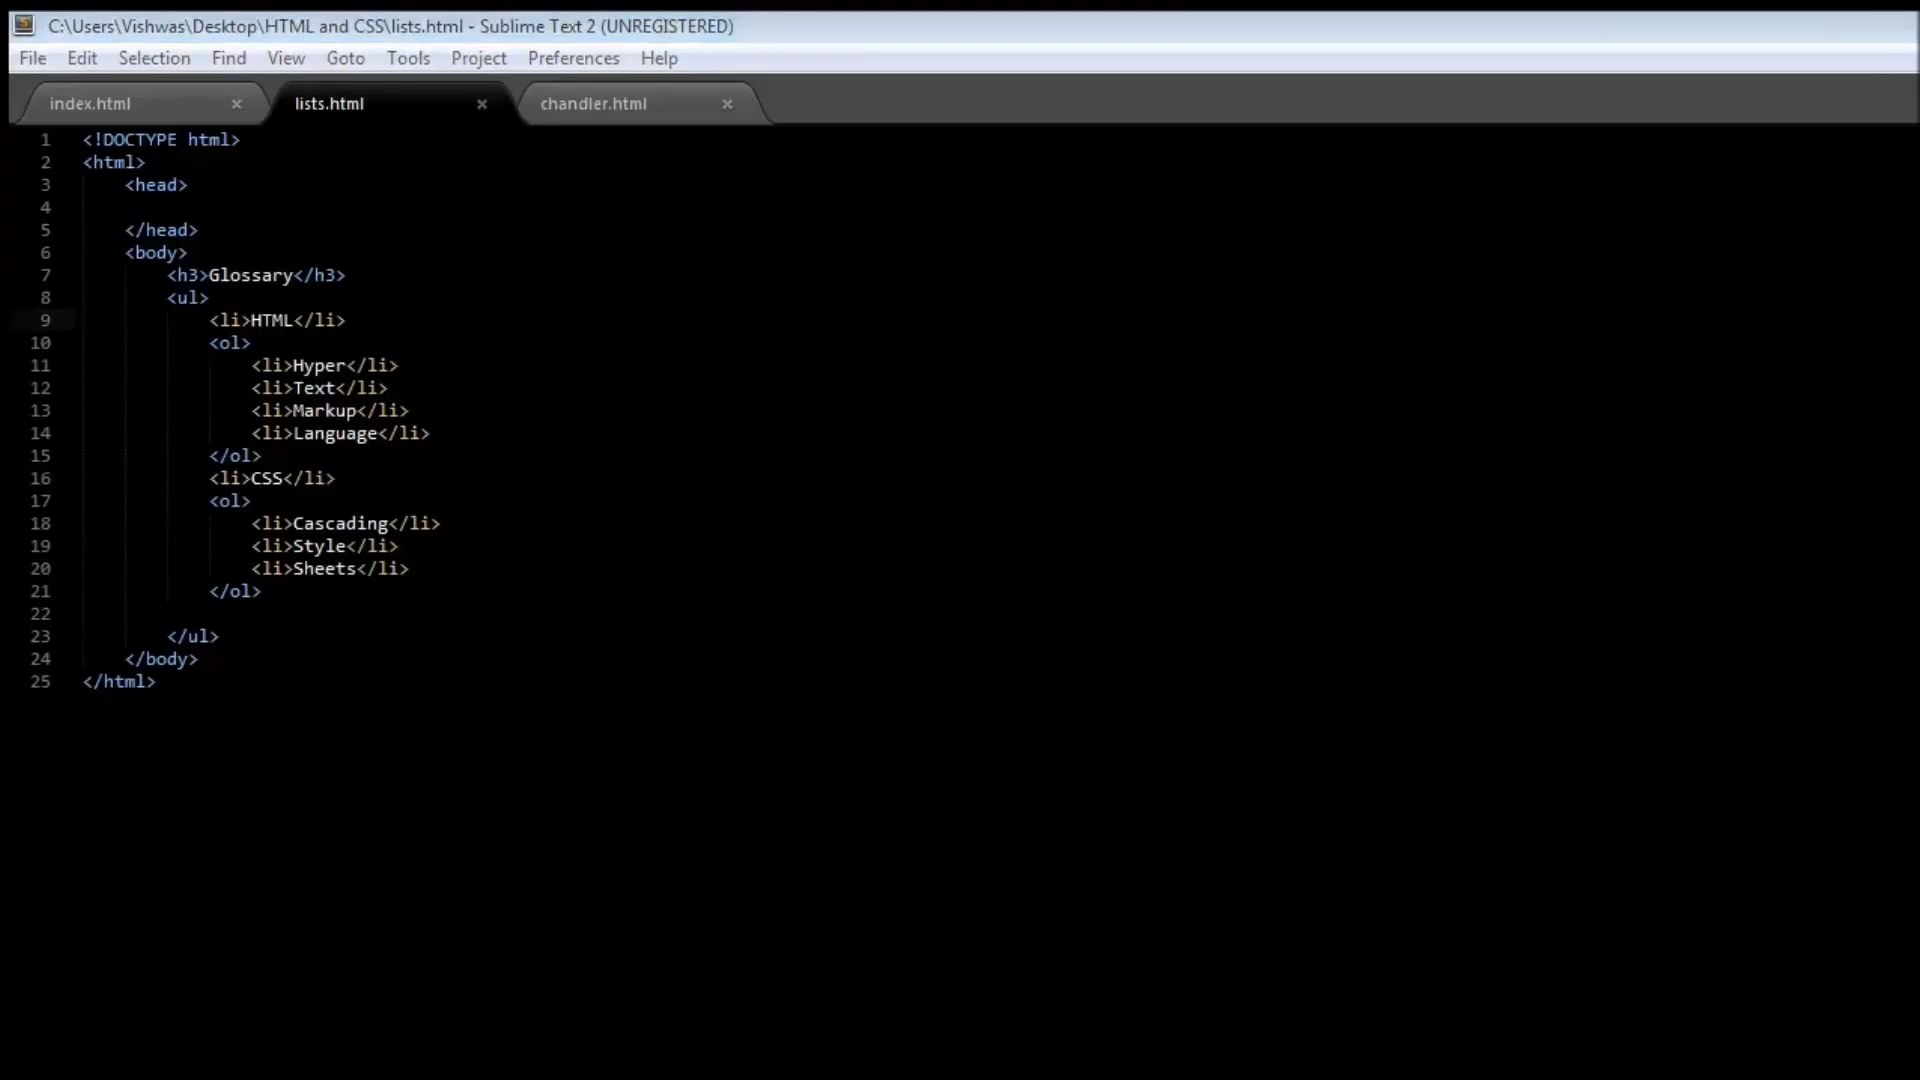 C:\Users\Vishwas\Desktop\HTML and CSS\lists.html - Sublime Text 2 (UNREGISTERED)
File Edit Selection Find View Goto Tools Project Preferences Help
index.html × lists.html × chandler.html ×
1 <!DOCTYPE html>
2 <html>
3 <head>
4
5 </head>
6 <body>
7 <h3>Glossary</h3>
8 <ul>
9 <li>HTML</li>
10 <ol>
11 <li>Hyper</li>
12 <li>Text</li>
13 <li>Markup</li>
14 <li>Language</li>
15 </ol>
16 <li>CSS</li>
17 <ol>
18 <li>Cascading</li>
19 <li>Style</li>
20 <li>Sheets</li>
21 </ol>
22
23 </ul>
24 </body>
25 </html>